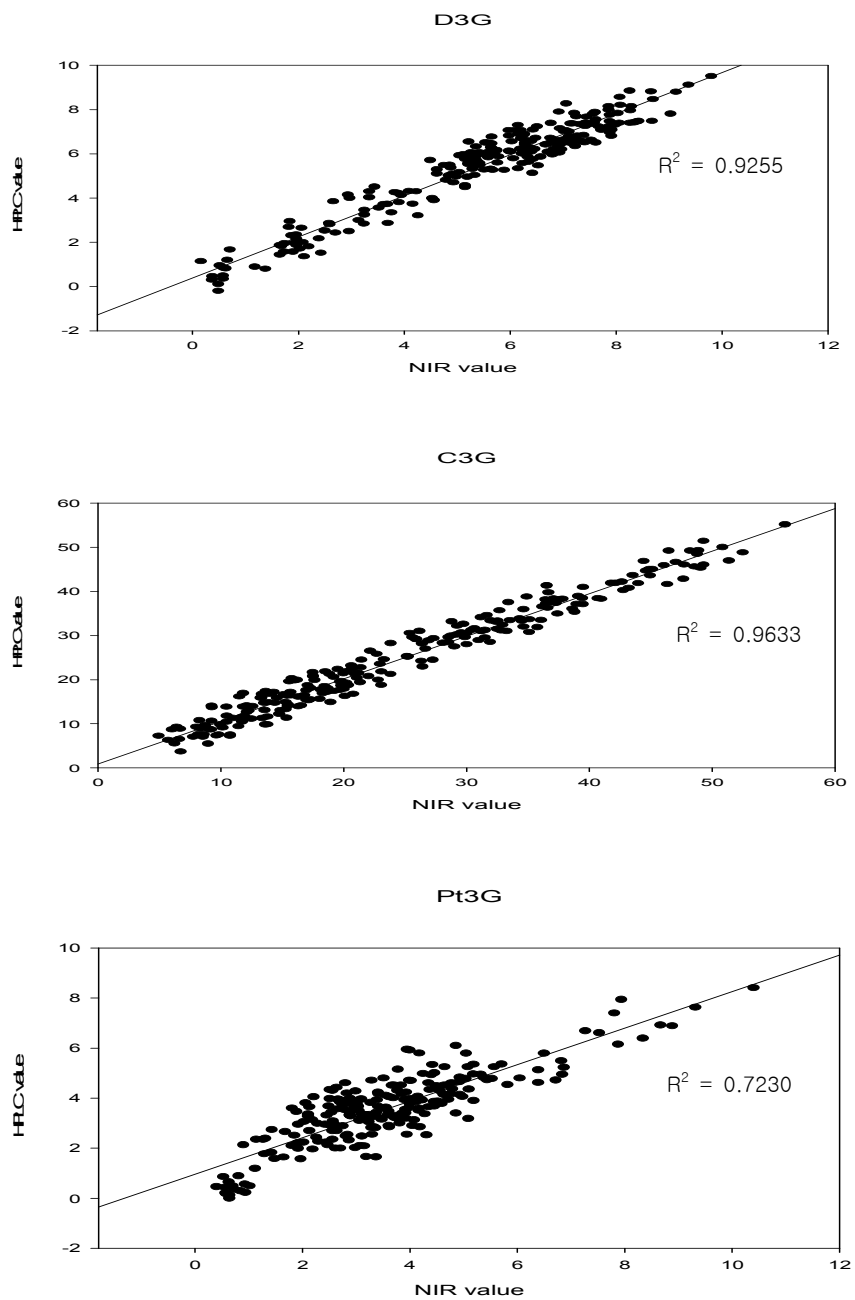 D3G
10
8
6
4
2
0
-2
HPLC value
R² = 0.9255
0 2 4 6 8 10 12
NIR value
C3G
60
50
40
30
20
10
0
HPLC value
R² = 0.9633
0 10 20 30 40 50 60
NIR value
Pt3G
10
8
6
4
2
0
-2
HPLC value
R² = 0.7230
0 2 4 6 8 10 12
NIR value